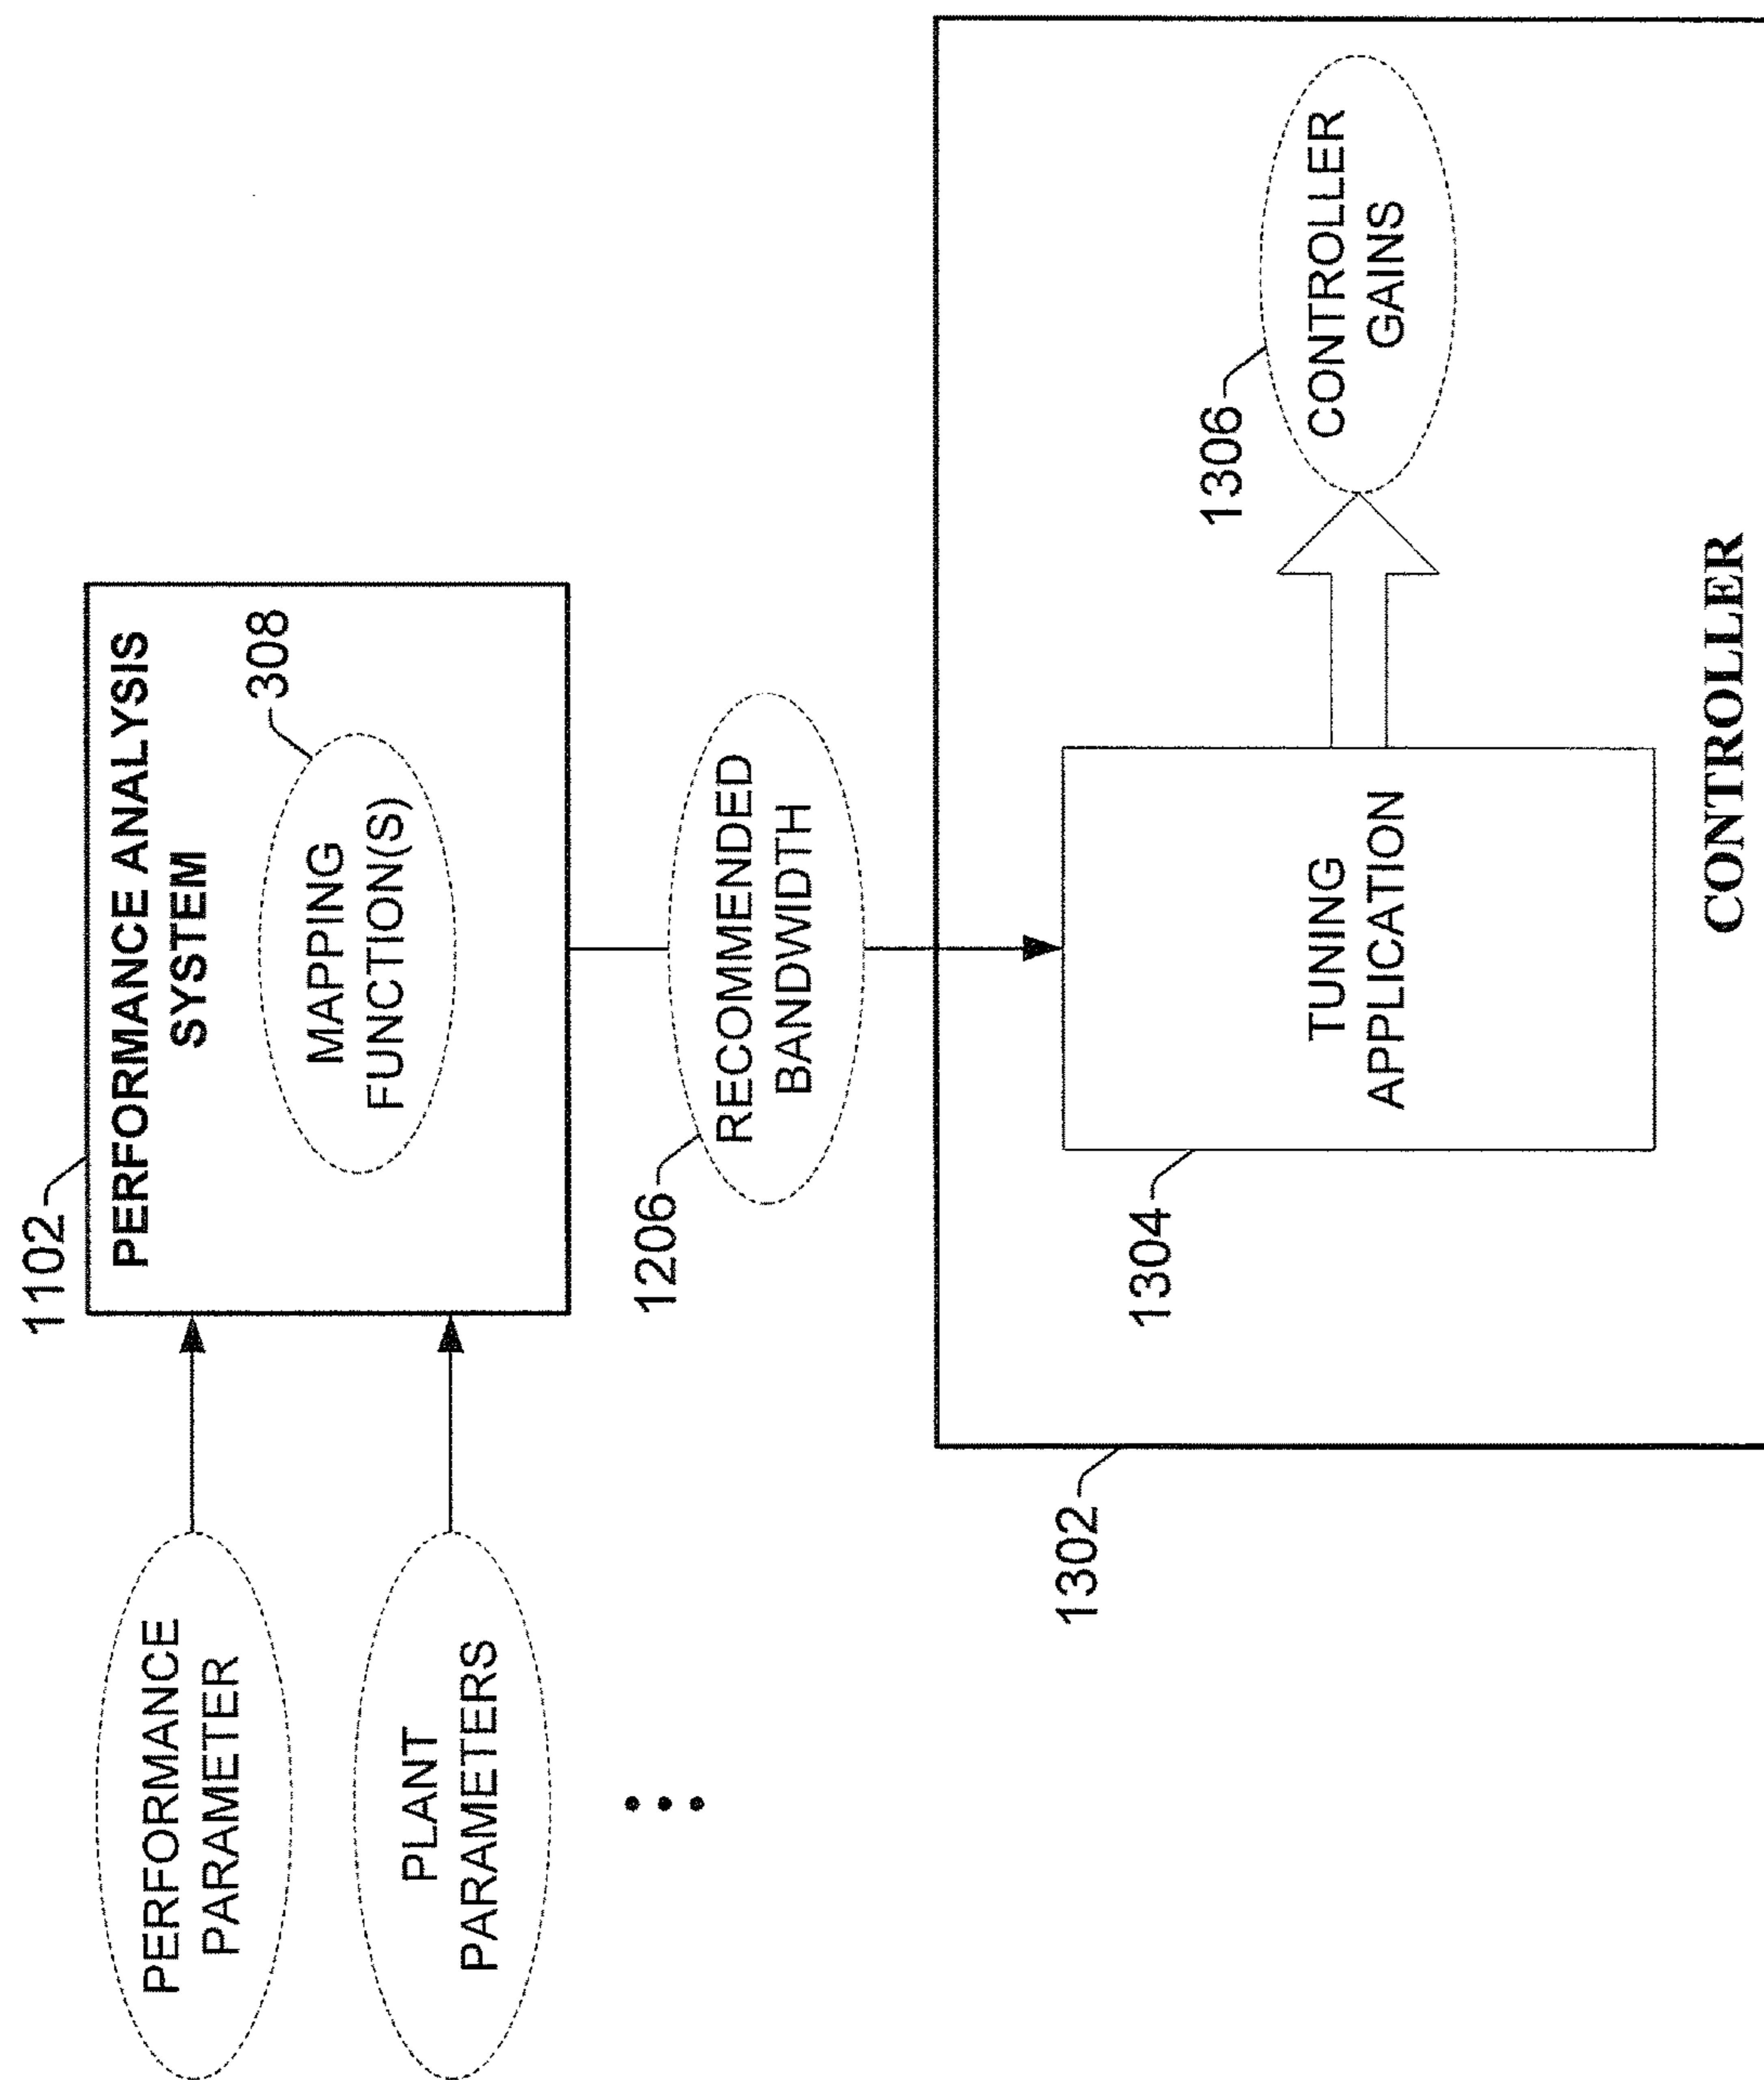 1102
PERFORMANCE ANALYSIS
SYSTEM
308
MAPPING
FUNCTION(S)
PERFORMANCE
PARAMETER
PLANT
PARAMETERS
1206
RECOMMENDED
BANDWIDTH
1302
1304
TUNING
APPLICATION
1306
CONTROLLER
GAINS
CONTROLLER